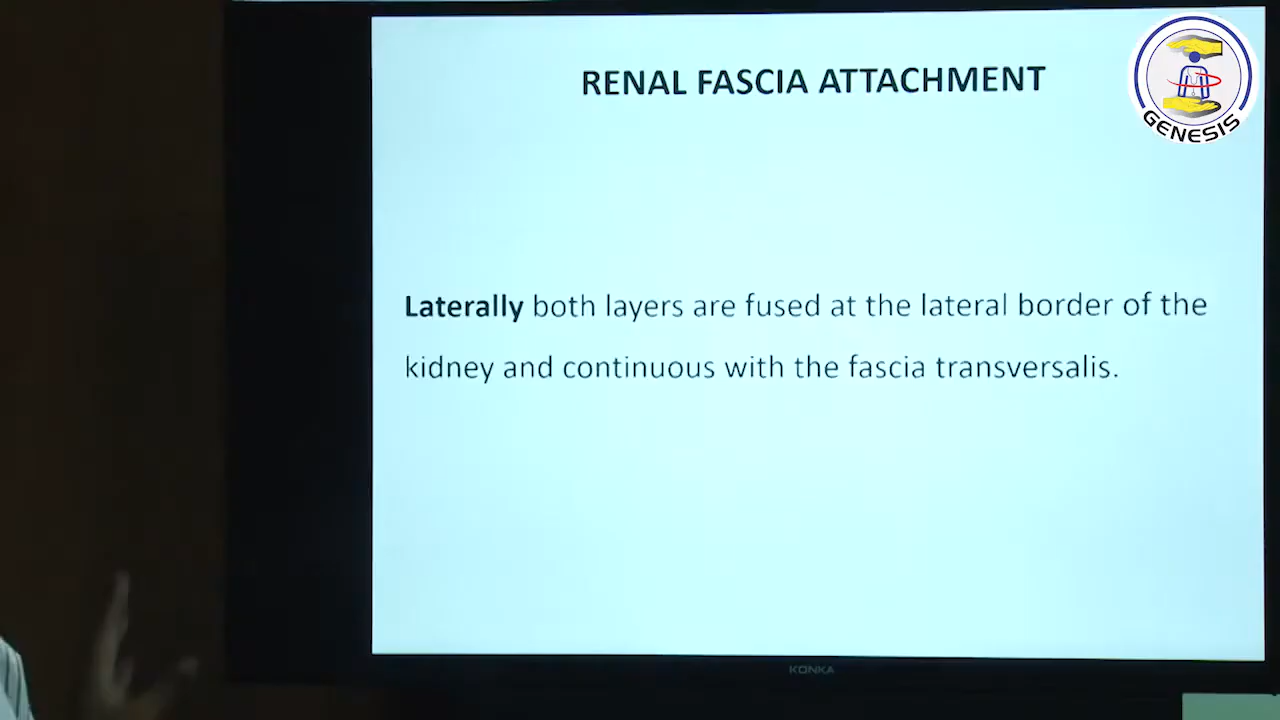 RENAL FASCIA ATTACHMENT
GENESIS
Laterally both layers are fused at the lateral border of the
kidney and continuous with the fascia transversalis.
KONKA